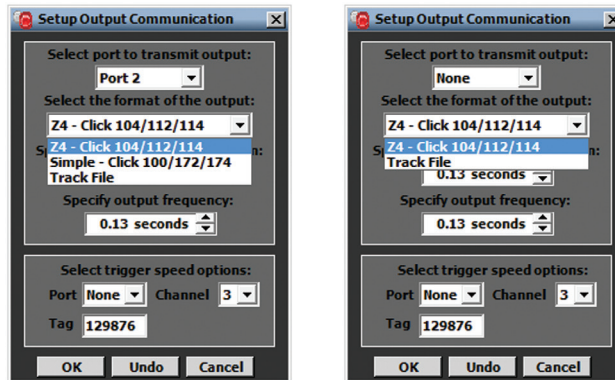 Setup Output Communication
Select port to transmit output:
Port 2
Select the format of the output:
Z4 - Click 104/112/114
Z4 - Click 104/112/114
Simple - Click 100/172/174
Track File
Specify output frequency:
0.13 seconds
Select trigger speed options:
Port None Channel 3
Tag 129876
OK Undo Cancel
Setup Output Communication
Select port to transmit output:
None
Select the format of the output:
Z4 - Click 104/112/114
Z4 - Click 104/112/114
Track File
0.13 seconds
Specify output frequency:
0.13 seconds
Select trigger speed options:
Port None Channel 3
Tag 129876
OK Undo Cancel